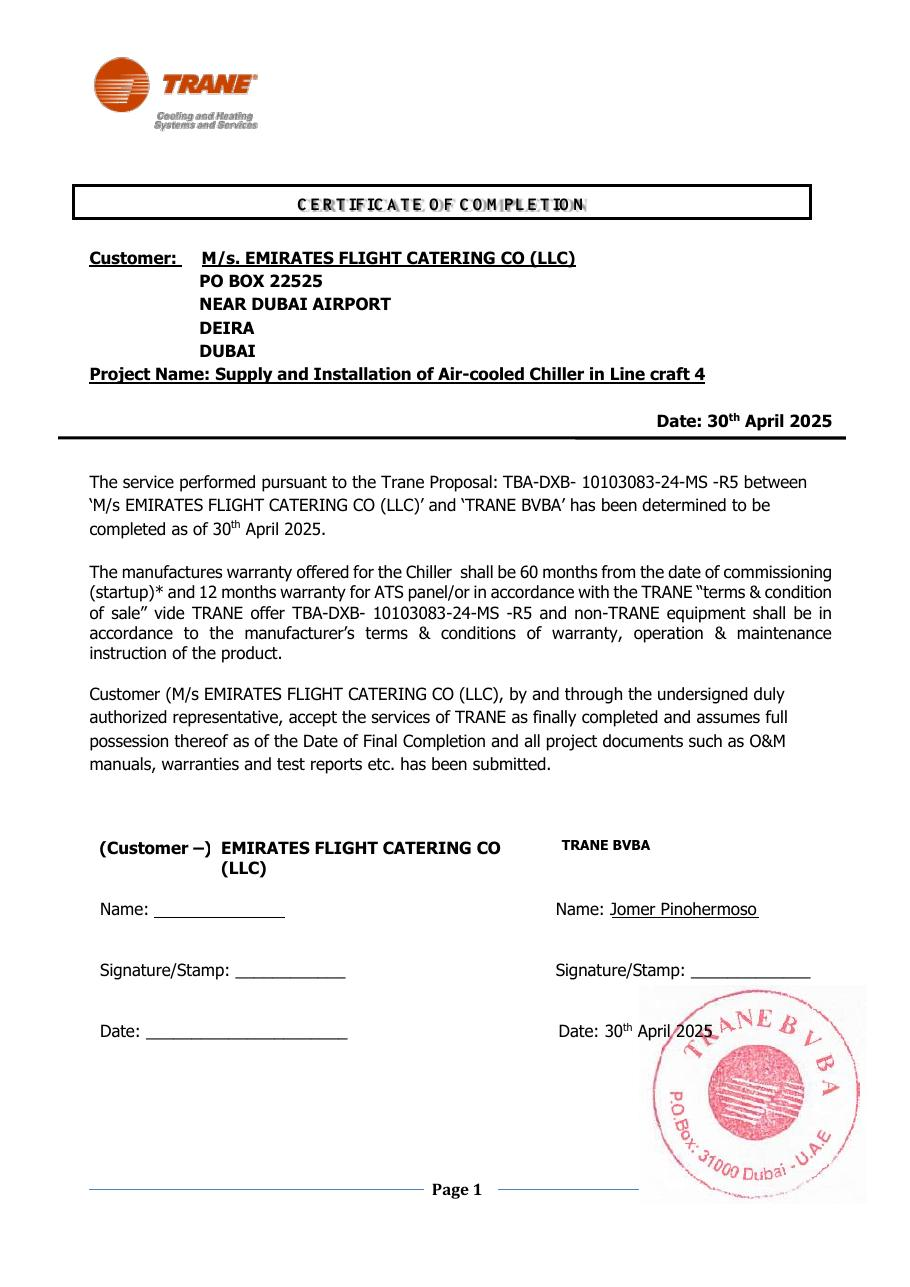 TRANE®
Cooling and Heating
Systems and Services
CERTIFICATE OF COMPLETION
Customer: M/s. EMIRATES FLIGHT CATERING CO (LLC)
PO BOX 22525
NEAR DUBAI AIRPORT
DEIRA
DUBAI
Project Name: Supply and Installation of Air-cooled Chiller in Line craft 4
Date: 30th April 2025
The service performed pursuant to the Trane Proposal: TBA-DXB- 10103083-24-MS -R5 between
‘M/s EMIRATES FLIGHT CATERING CO (LLC)’ and ‘TRANE BVBA’ has been determined to be
completed as of 30th April 2025.
The manufactures warranty offered for the Chiller shall be 60 months from the date of commissioning
(startup)* and 12 months warranty for ATS panel/or in accordance with the TRANE “terms & condition
of sale” vide TRANE offer TBA-DXB- 10103083-24-MS -R5 and non-TRANE equipment shall be in
accordance to the manufacturer’s terms & conditions of warranty, operation & maintenance
instruction of the product.
Customer (M/s EMIRATES FLIGHT CATERING CO (LLC), by and through the undersigned duly
authorized representative, accept the services of TRANE as finally completed and assumes full
possession thereof as of the Date of Final Completion and all project documents such as O&M
manuals, warranties and test reports etc. has been submitted.
(Customer –) EMIRATES FLIGHT CATERING CO
(LLC)
TRANE BVBA
Name: ______________
Name: Jomer Pinohermoso
Signature/Stamp: _____________
Signature/Stamp: _____________
Date: ______________________
Date: 30th April 2025
TRANE BVBA
P.O.Box: 31000 Dubai - U.A.E
Page 1